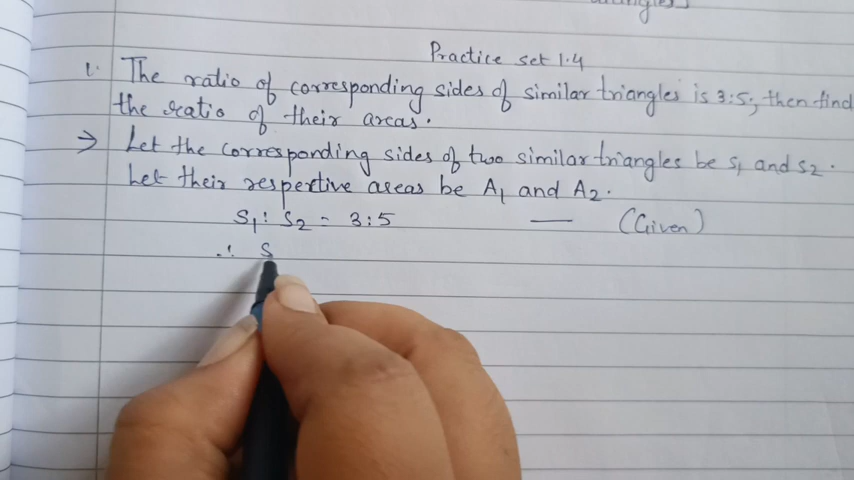 Practice set 1.4
1. The ratio of corresponding sides of similar triangles is 3:5, then find
the ratio of their areas.
→ Let the corresponding sides of two similar triangles be s₁ and s₂.
Let their respertive areas be A₁ and A₂.
S₁ : S₂ = 3:5 — (Given)
∴ S